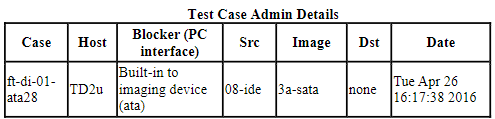 Test Case Admin Details
Case Host Blocker (PC interface) Src Image Dst Date
ft-di-01-ata28 TD2u Built-in to imaging device (ata) 08-ide 3a-sata none Tue Apr 26 16:17:38 2016